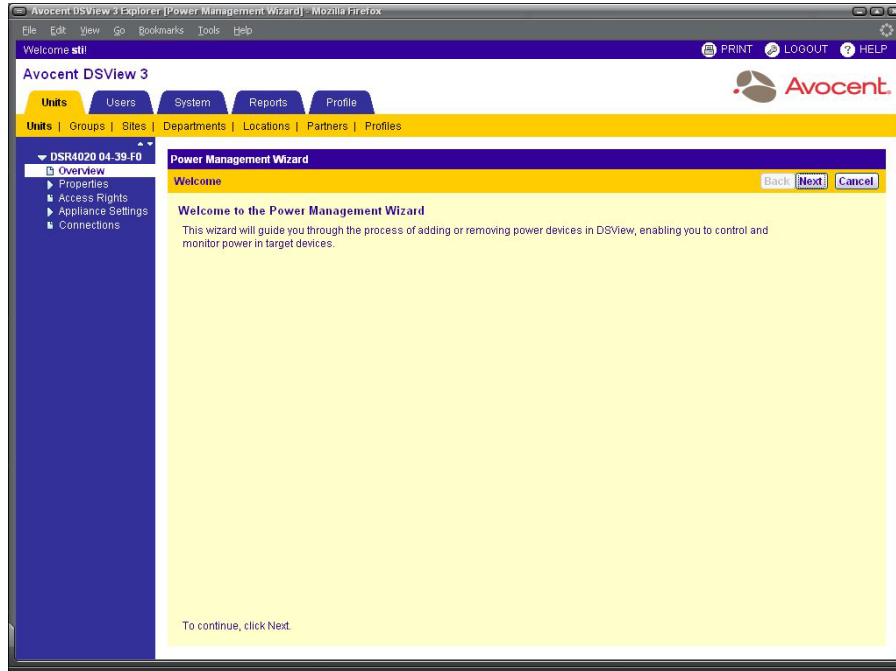 Avocent DSView 3 Explorer [Power Management Wizard] - Mozilla Firefox
File Edit View Go Bookmarks Tools Help
Welcome sti! PRINT LOGOUT ? HELP
Avocent DSView 3
Avocent.
Units Users System Reports Profile
Units | Groups | Sites | Departments | Locations | Partners | Profiles
DSR4020 04-39-F0
Overview
Properties
Access Rights
Appliance Settings
Connections
Power Management Wizard
Welcome Back Next Cancel
Welcome to the Power Management Wizard
This wizard will guide you through the process of adding or removing power devices in DSView, enabling you to control and
monitor power in target devices.
To continue, click Next.